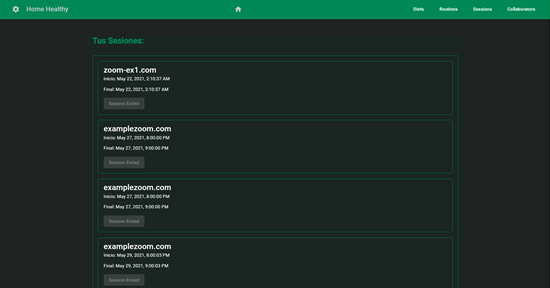 Home Healthy
Diets
Routines
Sessions
Collaborators
Tus Sesiones:
zoom-ex1.com
Inicio: May 22, 2021, 2:10:37 AM
Final: May 22, 2021, 2:10:37 AM
Session Ended
examplezoom.com
Inicio: May 27, 2021, 8:00:00 PM
Final: May 27, 2021, 9:00:00 PM
Session Ended
examplezoom.com
Inicio: May 27, 2021, 8:00:00 PM
Final: May 27, 2021, 9:00:00 PM
Session Ended
examplezoom.com
Inicio: May 29, 2021, 8:00:03 PM
Final: May 29, 2021, 9:00:03 PM
Session Ended